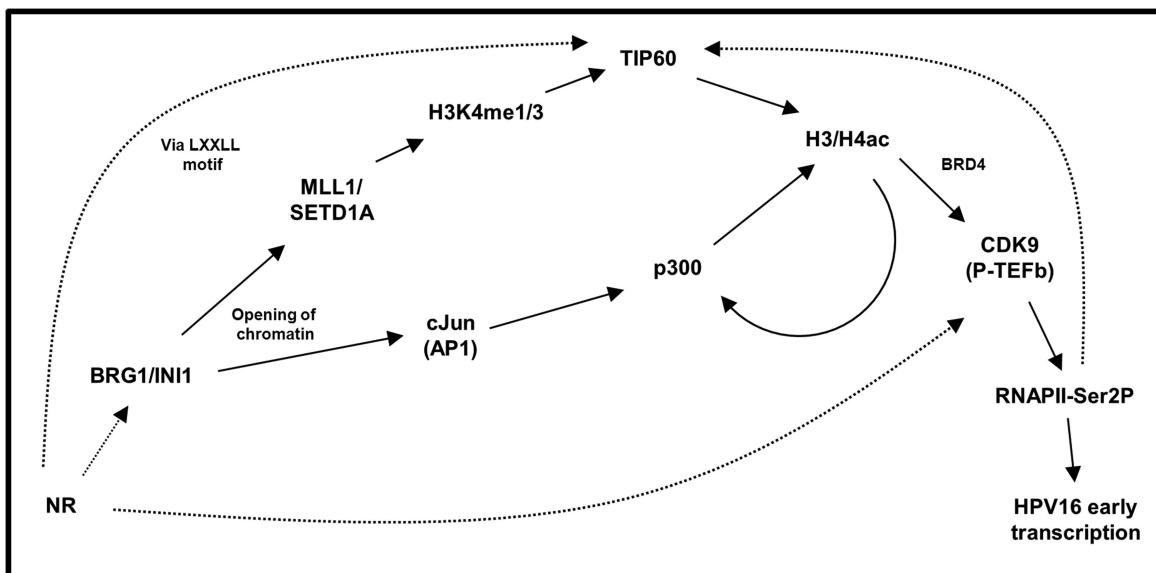 TIP60
H3K4me1/3
H3/H4ac
Via LXXLL
motif
BRD4
MLL1/
SETD1A
CDK9
(P-TEFb)
p300
Opening of
chromatin
cJun
(AP1)
BRG1/INI1
RNAPII-Ser2P
NR
HPV16 early
transcription